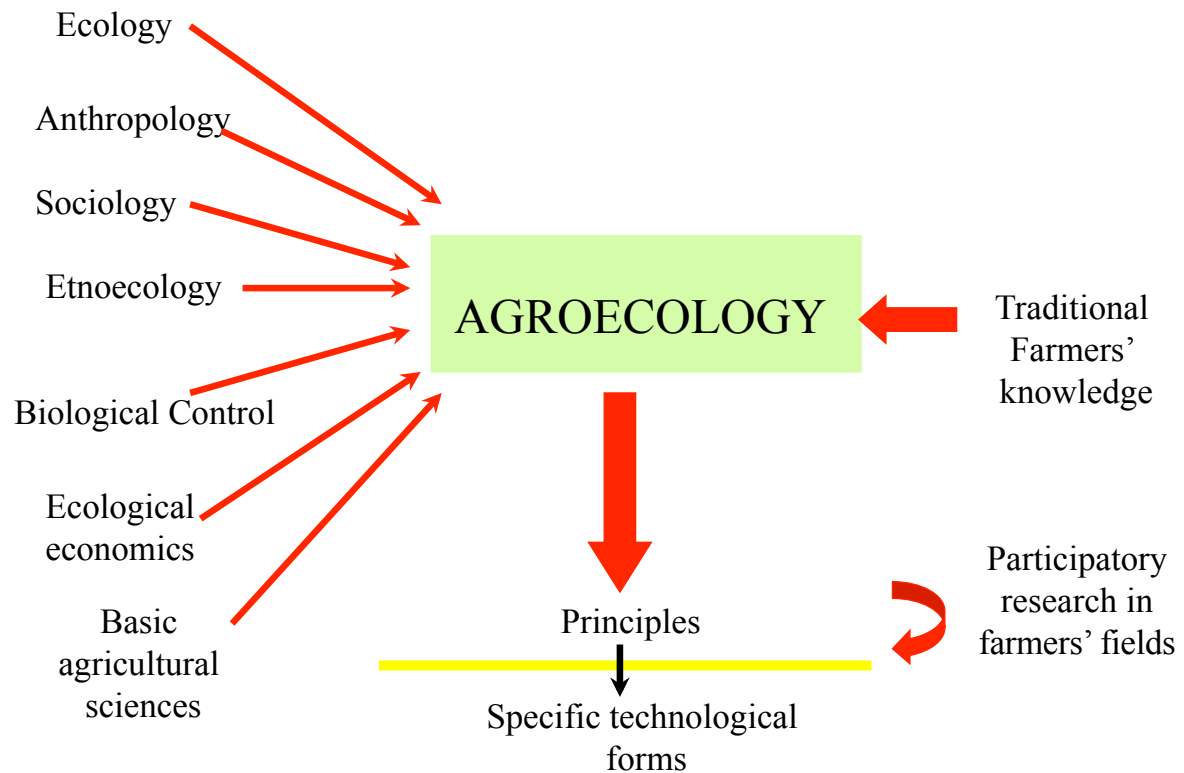 Ecology
Anthropology
Sociology
Etnoecology
Biological Control
Ecological
economics
Basic
agricultural
sciences
AGROECOLOGY
Traditional
Farmers’
knowledge
Principles
Specific technological
forms
Participatory
research in
farmers’ fields